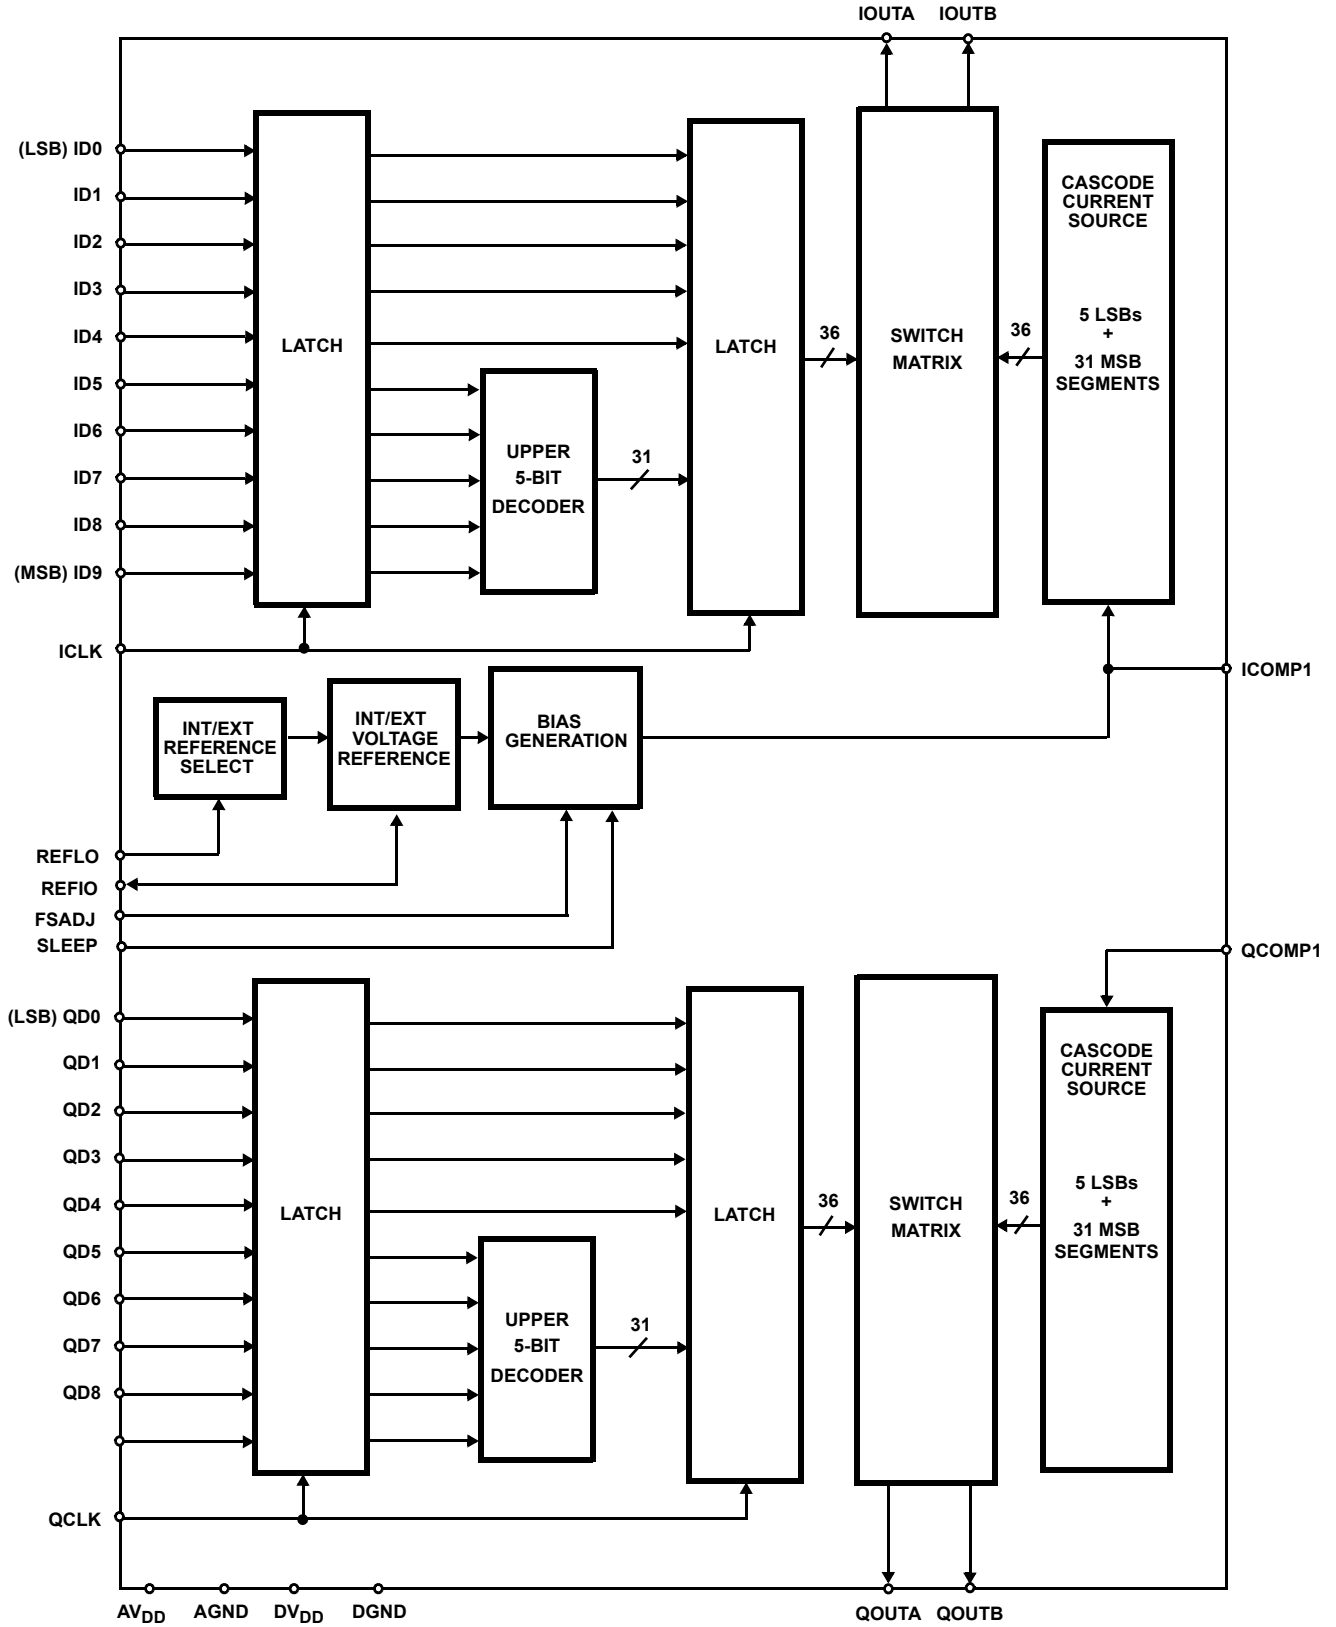 IOUTA IOUTB
(LSB) ID0
ID1
ID2
ID3
ID4
ID5
ID6
ID7
ID8
(MSB) ID9
ICLK
LATCH
UPPER
5-BIT
DECODER
31
LATCH
36
SWITCH
MATRIX
36
CASCODE
CURRENT
SOURCE
5 LSBs
+
31 MSB
SEGMENTS
ICOMP1
INT/EXT
REFERENCE
SELECT
INT/EXT
VOLTAGE
REFERENCE
BIAS
GENERATION
REFLO
REFIO
FSADJ
SLEEP
QCOMP1
(LSB) QD0
QD1
QD2
QD3
QD4
QD5
QD6
QD7
QD8
QCLK
LATCH
UPPER
5-BIT
DECODER
31
LATCH
36
SWITCH
MATRIX
36
CASCODE
CURRENT
SOURCE
5 LSBs
+
31 MSB
SEGMENTS
AVDD AGND DVDD DGND QOUTA QOUTB